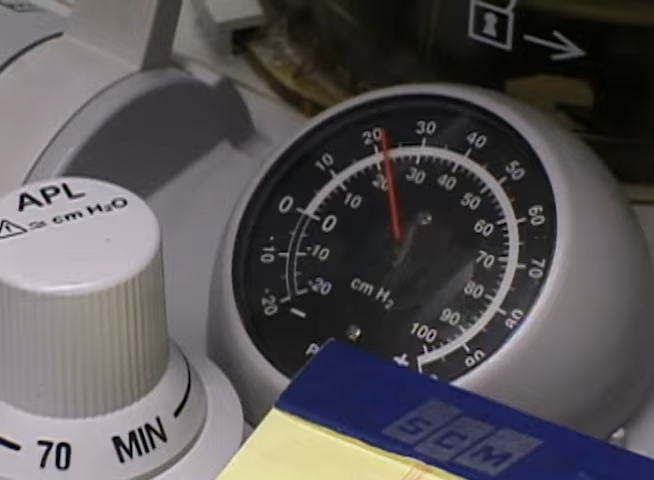 APL
≈ cm H2O
70 MIN
-20 -10 0 10 20 30 40 50 60 70 80 90
-20 -10 0 10 20 30 40 50 60 70 80 90 100
cm H2
- +
SCM